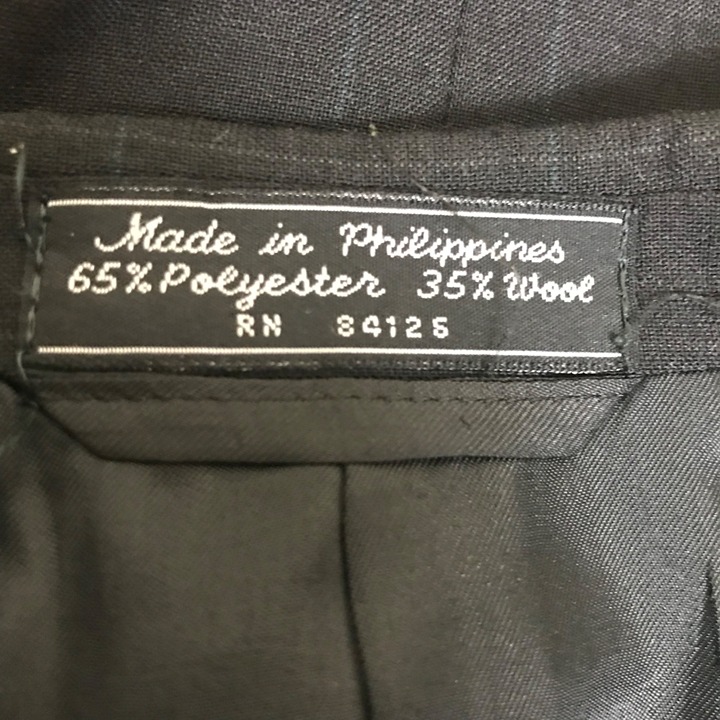 Made in Philippines
65% Polyester 35% Wool
RN 84125